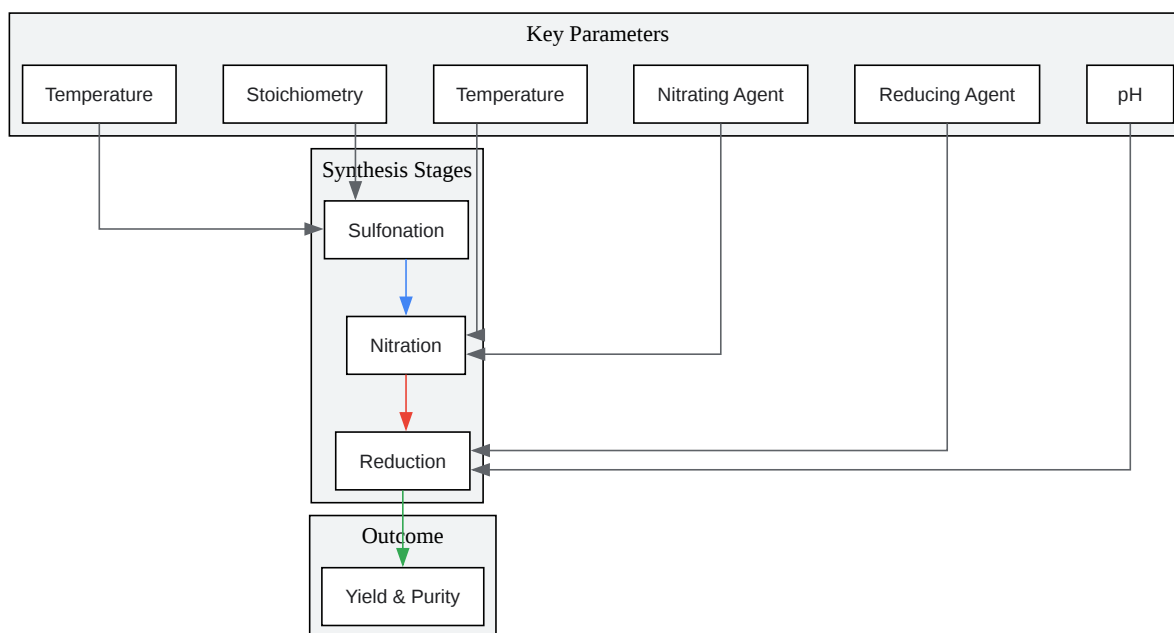 Key Parameters
Temperature
Stoichiometry
Temperature
Nitrating Agent
Reducing Agent
pH
Synthesis Stages
Sulfonation
Nitration
Reduction
Outcome
Yield & Purity